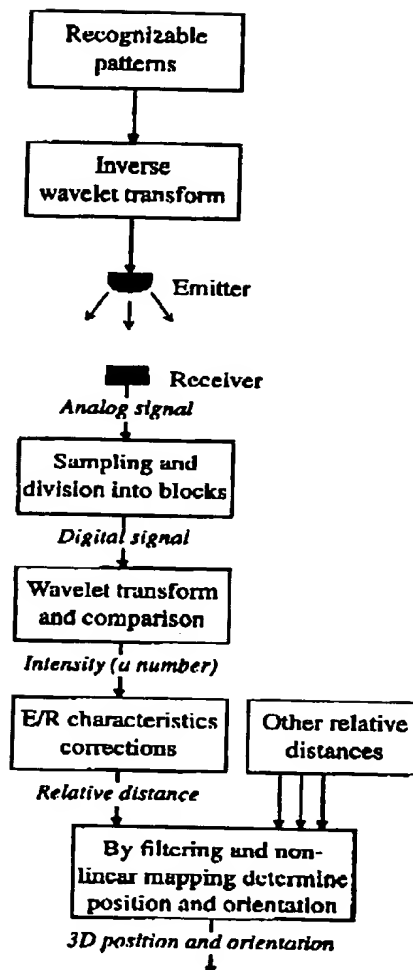 Recognizable
patterns
Inverse
wavelet transform
Emitter
Receiver
Analog signal
Sampling and
division into blocks
Digital signal
Wavelet transform
and comparison
Intensity (a number)
E/R characteristics
corrections
Other relative
distances
Relative distance
By filtering and non-
linear mapping determine
position and orientation
3D position and orientation